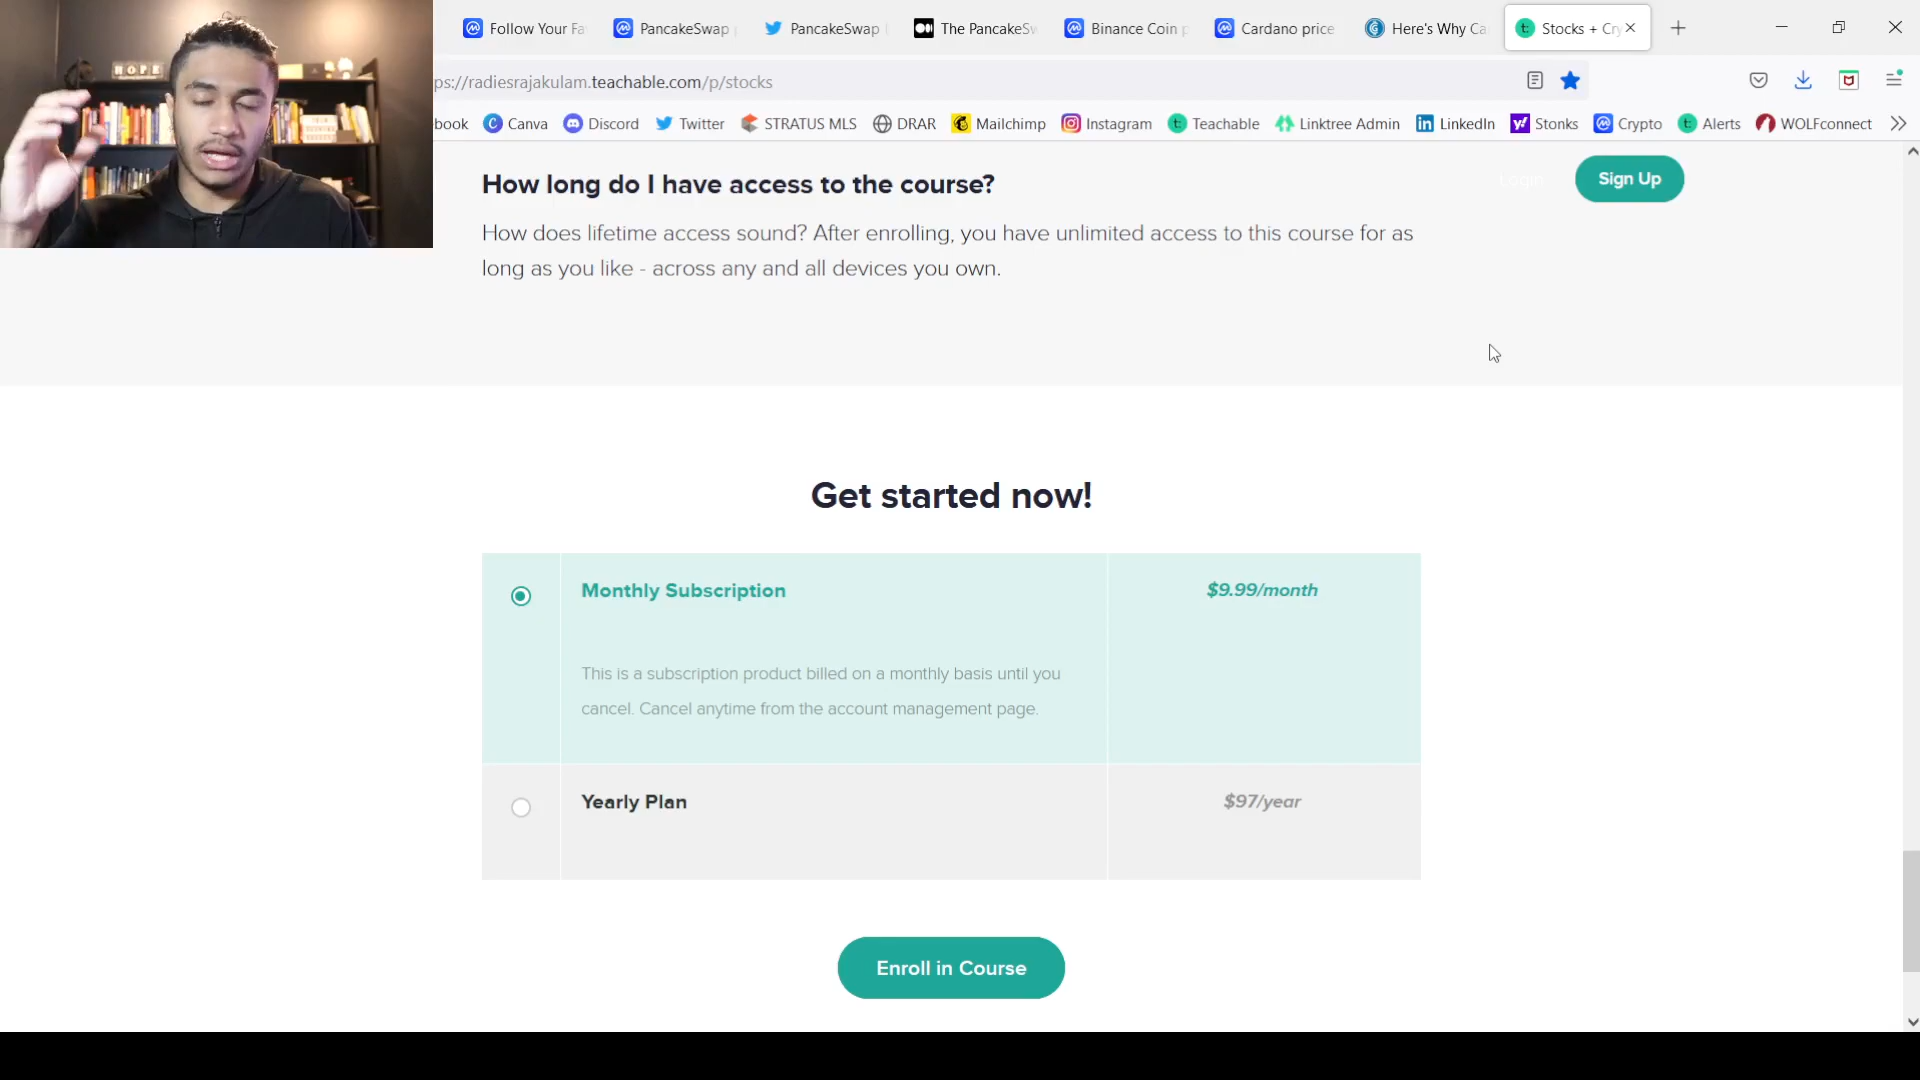 HOPE
Follow Your Fa
PancakeSwap
PancakeSwap
The PancakeSw
Binance Coin p
Cardano price
Here's Why Ca
Stocks + Cry
ps://radiesrajakulam.teachable.com/p/stocks
book
Canva
Discord
Twitter
STRATUS MLS
DRAR
Mailchimp
Instagram
Teachable
Linktree Admin
LinkedIn
Stonks
Crypto
Alerts
WOLFconnect
Login
Sign Up
How long do I have access to the course?
How does lifetime access sound? After enrolling, you have unlimited access to this course for as
long as you like - across any and all devices you own.
Get started now!
Monthly Subscription
$9.99/month
This is a subscription product billed on a monthly basis until you
cancel. Cancel anytime from the account management page.
Yearly Plan
$97/year
Enroll in Course